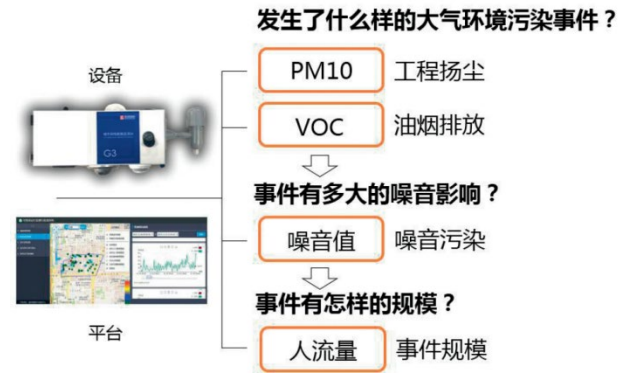 发生了什么样的大气环境污染事件？
设备
PM10 工程扬尘
VOC 油烟排放
G3
事件有多大的噪音影响？
噪音值 噪音污染
事件有怎样的规模？
平台
人流量 事件规模